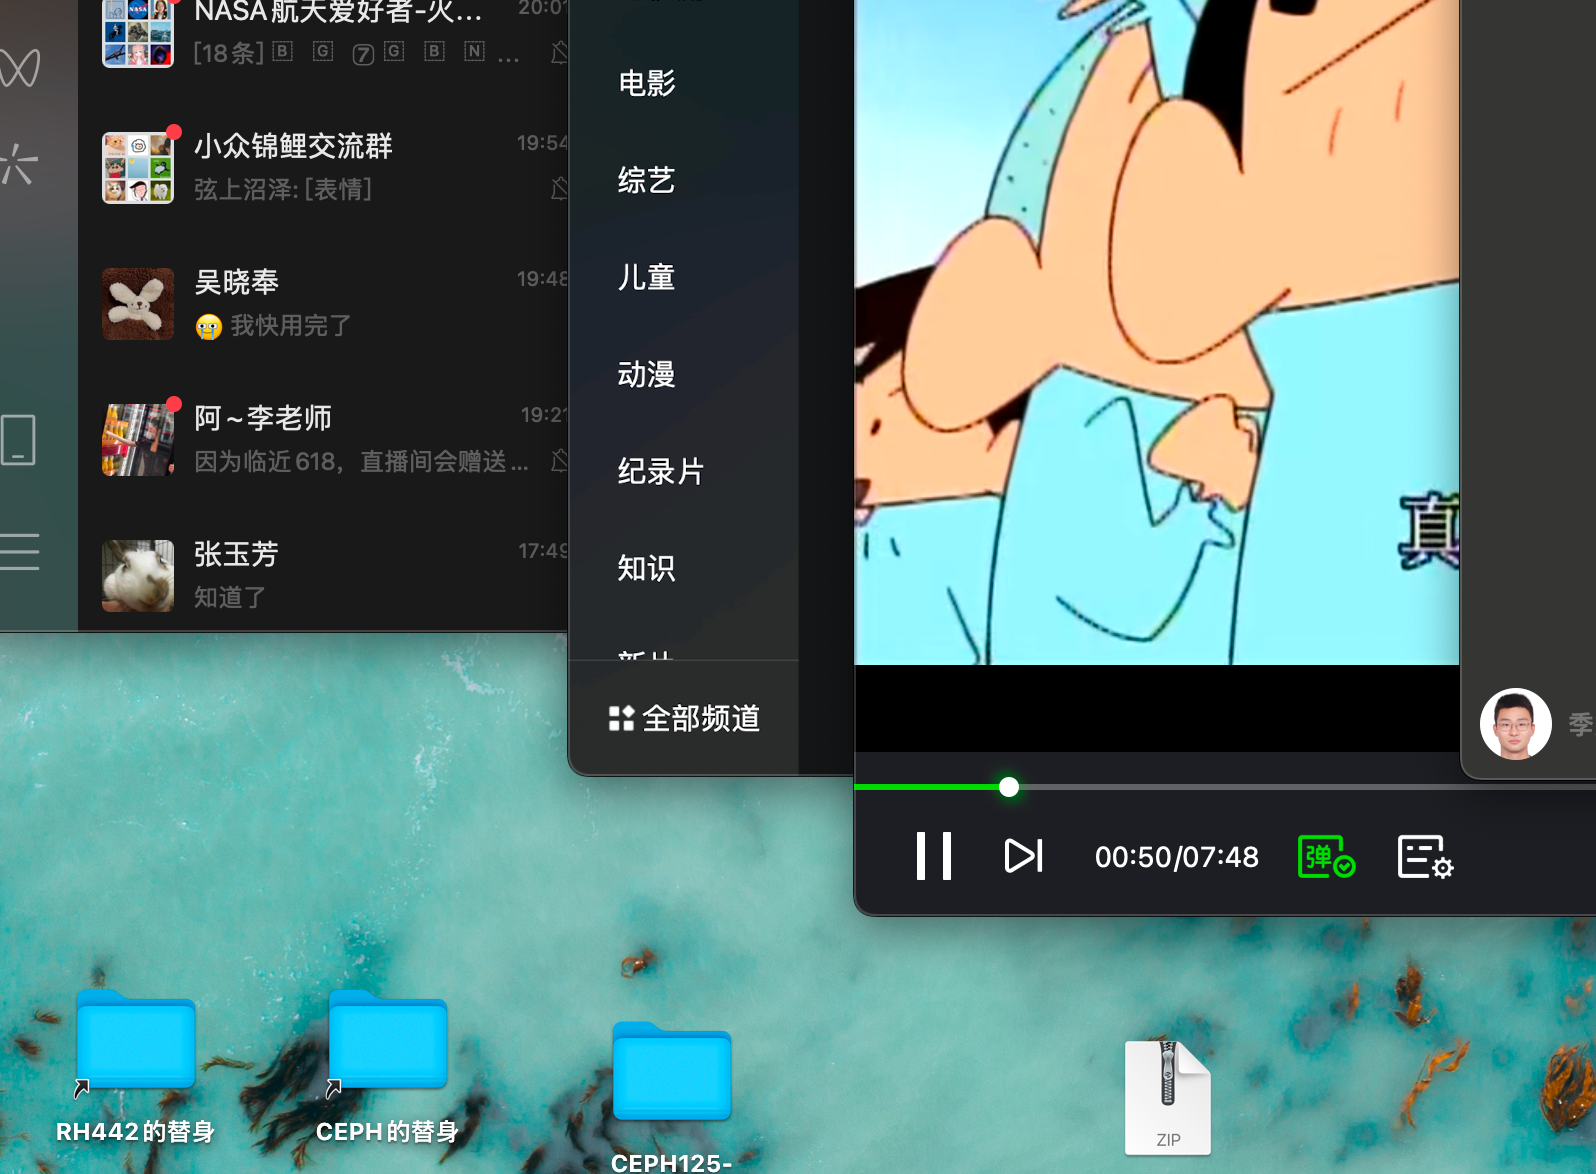 NASA航天爱好者-火...
20:01
[18条] B G 7 G B N ...
小众锦鲤交流群
19:54
弦上沼泽: [表情]
吴晓奉
19:48
😭 我快用完了
阿~李老师
19:21
因为临近618，直播间会赠送...
张玉芳
17:49
知道了
电影
综艺
儿童
动漫
纪录片
知识
新片
全部频道
真
季
00:50/07:48
弹
RH442的替身
CEPH的替身
CEPH125-
ZIP